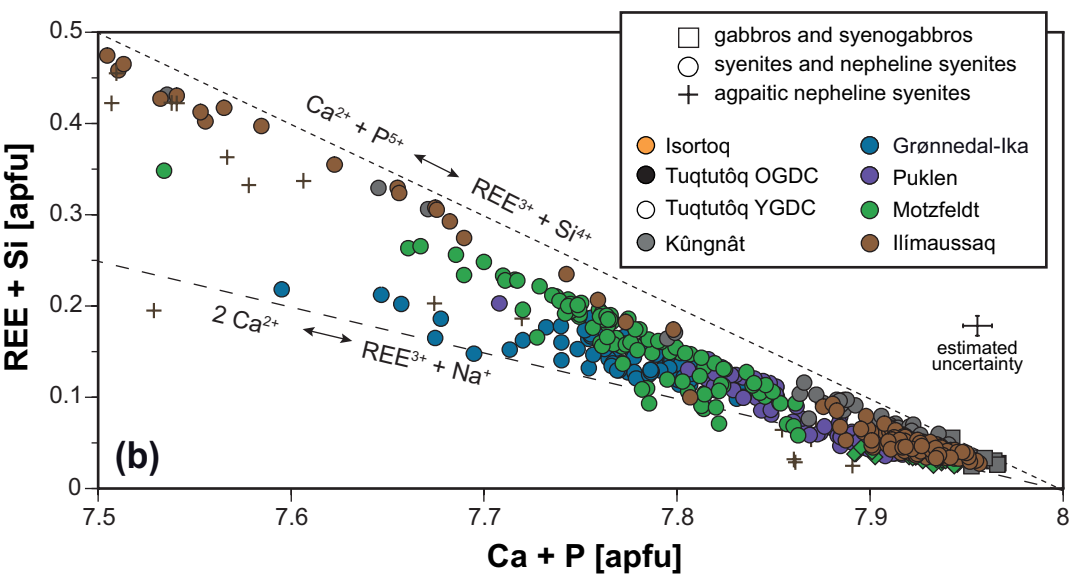 0.5
0.4
0.3
0.2
0.1
0
REE + Si [apfu]
7.5
7.6
7.7
7.8
7.9
8
Ca + P [apfu]
(b)
Ca²⁺ + P⁵⁺
REE³⁺ + Si⁴⁺
2 Ca²⁺
REE³⁺ + Na⁺
gabbros and syenogabbros
syenites and nepheline syenites
agpaitic nepheline syenites
Isortoq
Tuqtutôq OGDC
Tuqtutôq YGDC
Kûngnât
Grønnedal-Ika
Puklen
Motzfeldt
Ilímaussaq
estimated
uncertainty